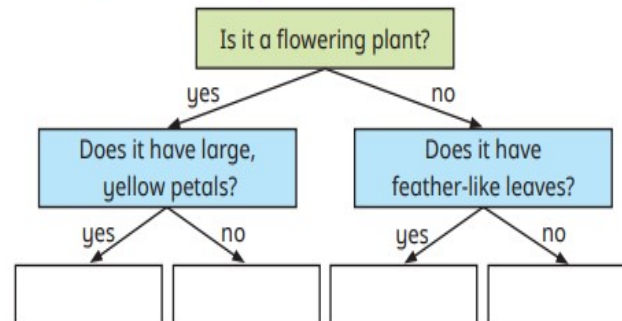 Is it a flowering plant?
yes
no
Does it have large,
yellow petals?
Does it have
feather-like leaves?
yes
no
yes
no